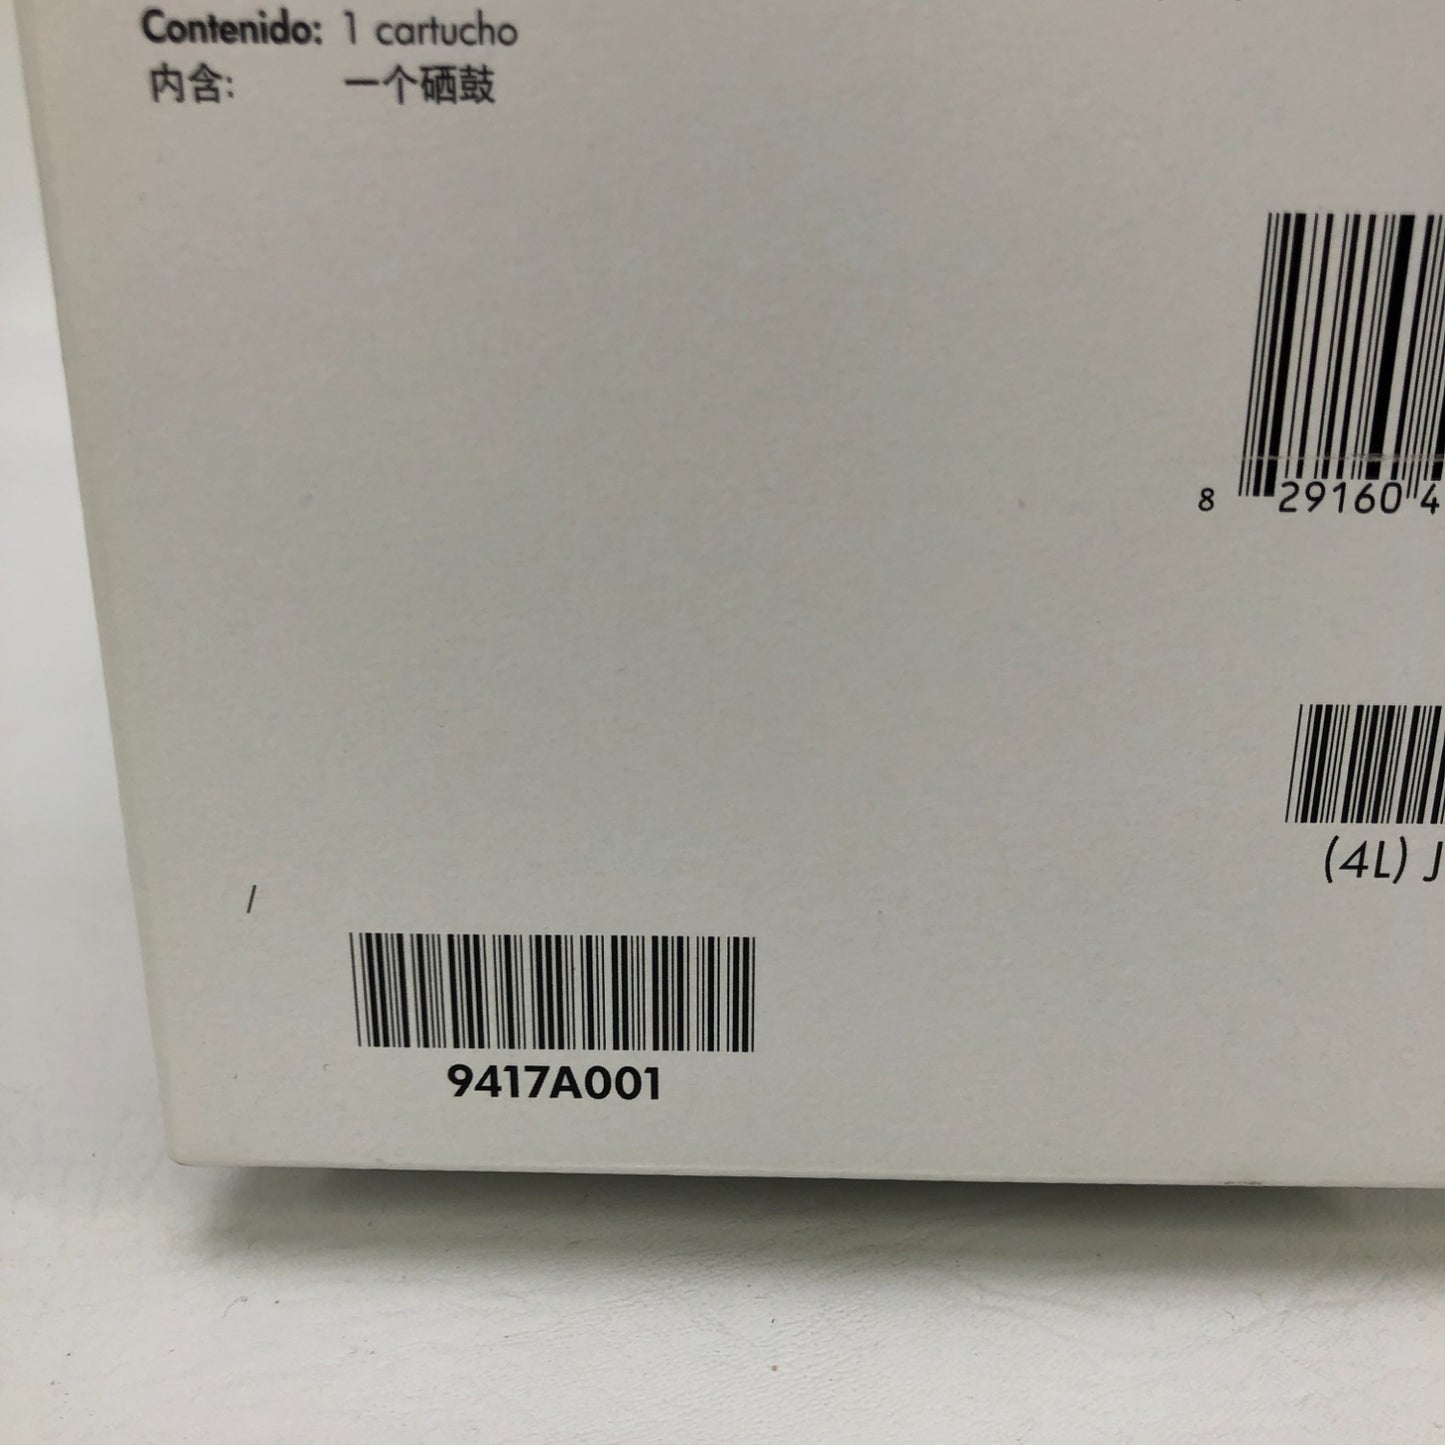 Contenido: 1 cartucho
内含: 一个硒鼓
8 29160 4
(4L) J
/
9417A001